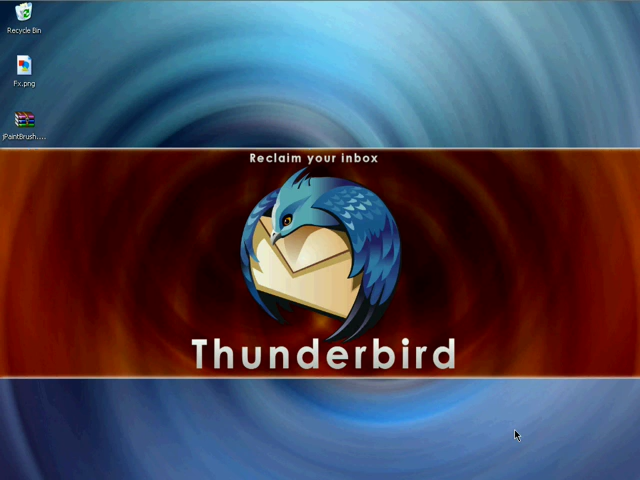 Recycle Bin
Fx.png
jPaintBrush....
Reclaim your inbox
Thunderbird